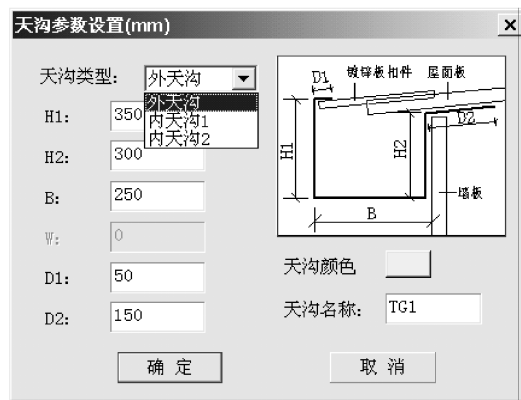 天沟参数设置(mm)
天沟类型: 外天沟
外天沟
内天沟1
内天沟2
H1: 350
H2: 300
B: 250
W: 0
D1: 50
D2: 150
D1 镀锌板扣件 屋面板
D2
H1
H2
B
墙板
天沟颜色
天沟名称: TG1
确 定
取 消